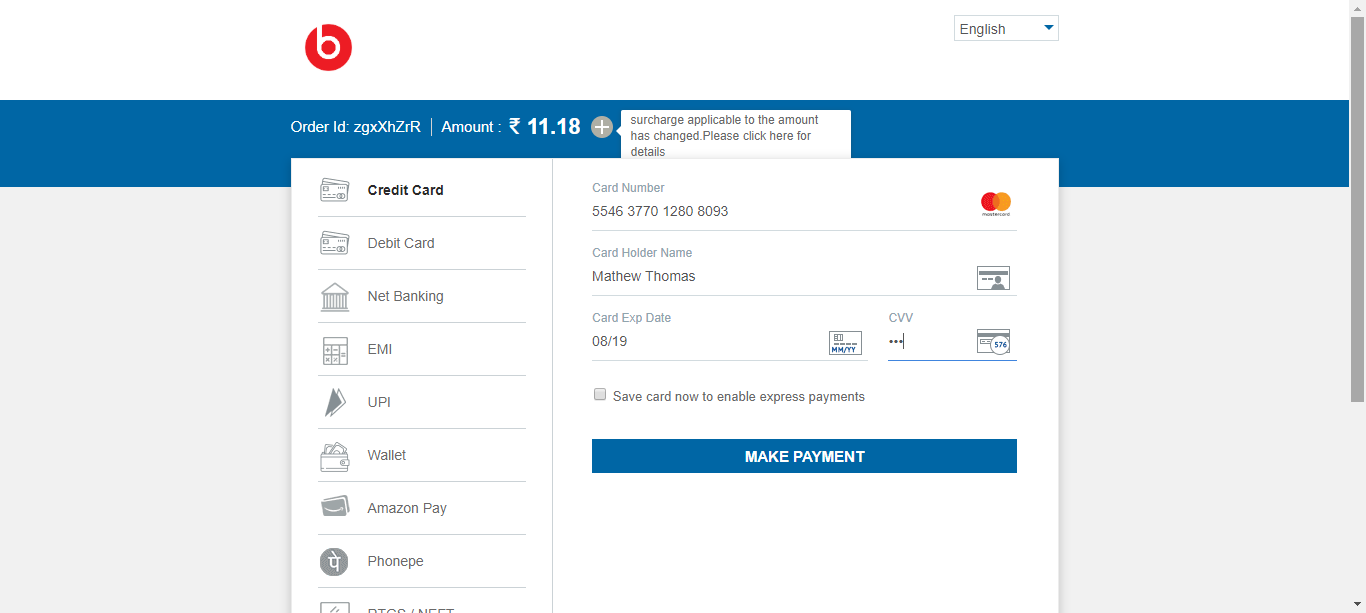 b
English
Order Id: zgxXhZrR
Amount : ₹ 11.18
surcharge applicable to the amount
has changed.Please click here for
details
Credit Card
Debit Card
Net Banking
EMI
UPI
Wallet
Amazon Pay
Phonepe
RTGS / NEFT
Card Number
5546 3770 1280 8093
mastercard
Card Holder Name
Mathew Thomas
Card Exp Date
08/19
MM/YY
CVV
•••
576
Save card now to enable express payments
MAKE PAYMENT